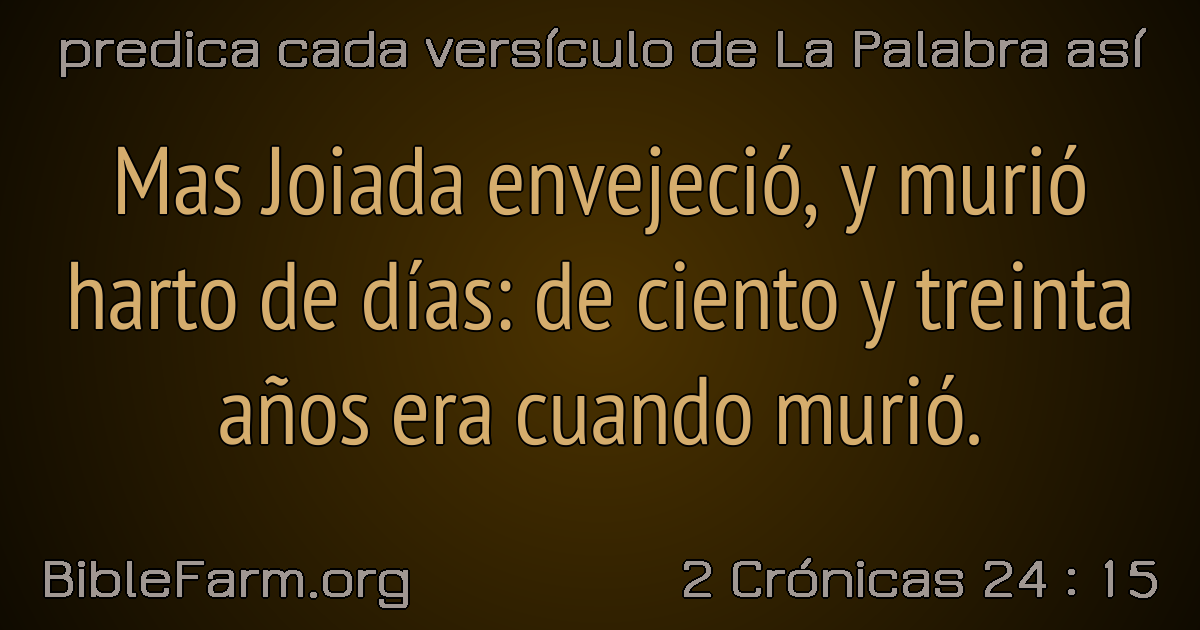 predica cada versículo de La Palabra así
Mas Joiada envejeció, y murió
harto de días: de ciento y treinta
años era cuando murió.
BibleFarm.org
2 Crónicas 24 : 15